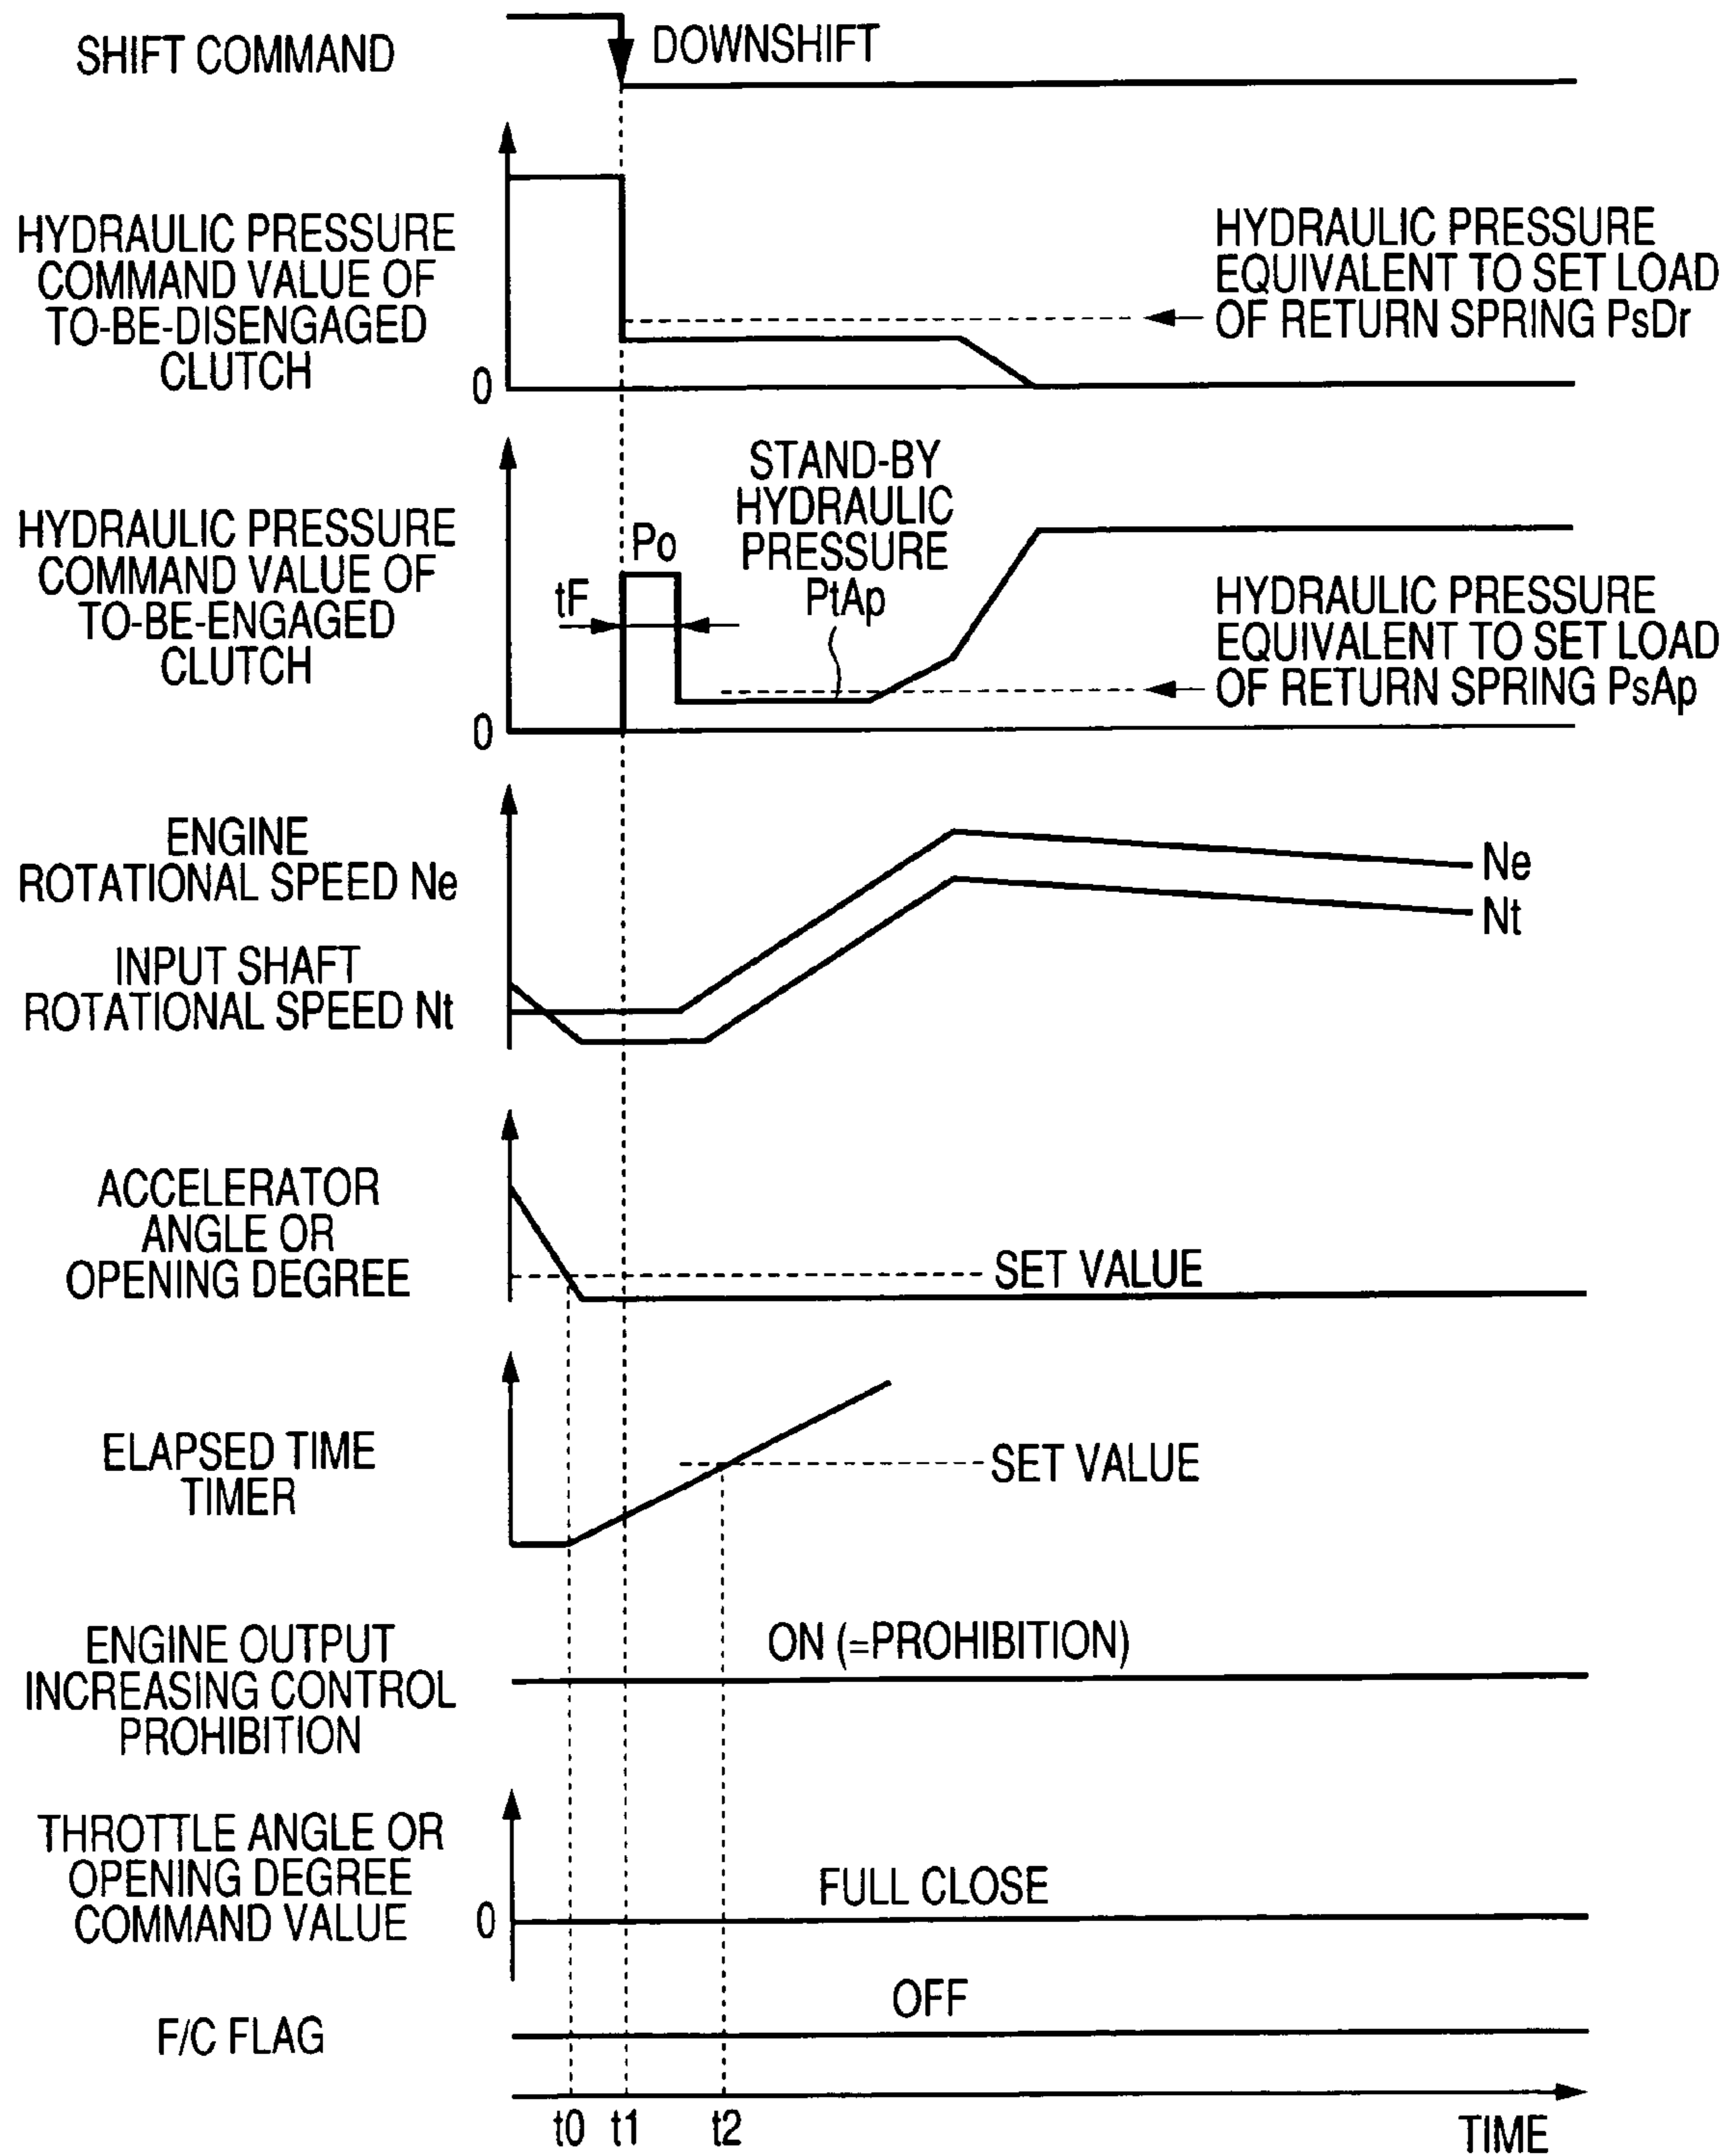 SHIFT COMMAND
DOWNSHIFT
HYDRAULIC PRESSURE
COMMAND VALUE OF
TO-BE-DISENGAGED
CLUTCH
0
HYDRAULIC PRESSURE
EQUIVALENT TO SET LOAD
OF RETURN SPRING PsDr
HYDRAULIC PRESSURE
COMMAND VALUE OF
TO-BE-ENGAGED
CLUTCH
0
tF
Po
STAND-BY
HYDRAULIC
PRESSURE
PtAp
HYDRAULIC PRESSURE
EQUIVALENT TO SET LOAD
OF RETURN SPRING PsAp
ENGINE
ROTATIONAL SPEED Ne
INPUT SHAFT
ROTATIONAL SPEED Nt
Ne
Nt
ACCELERATOR
ANGLE OR
OPENING DEGREE
SET VALUE
ELAPSED TIME
TIMER
SET VALUE
ENGINE OUTPUT
INCREASING CONTROL
PROHIBITION
ON (=PROHIBITION)
THROTTLE ANGLE OR
OPENING DEGREE
COMMAND VALUE
0
FULL CLOSE
F/C FLAG
OFF
t0 t1 t2 TIME